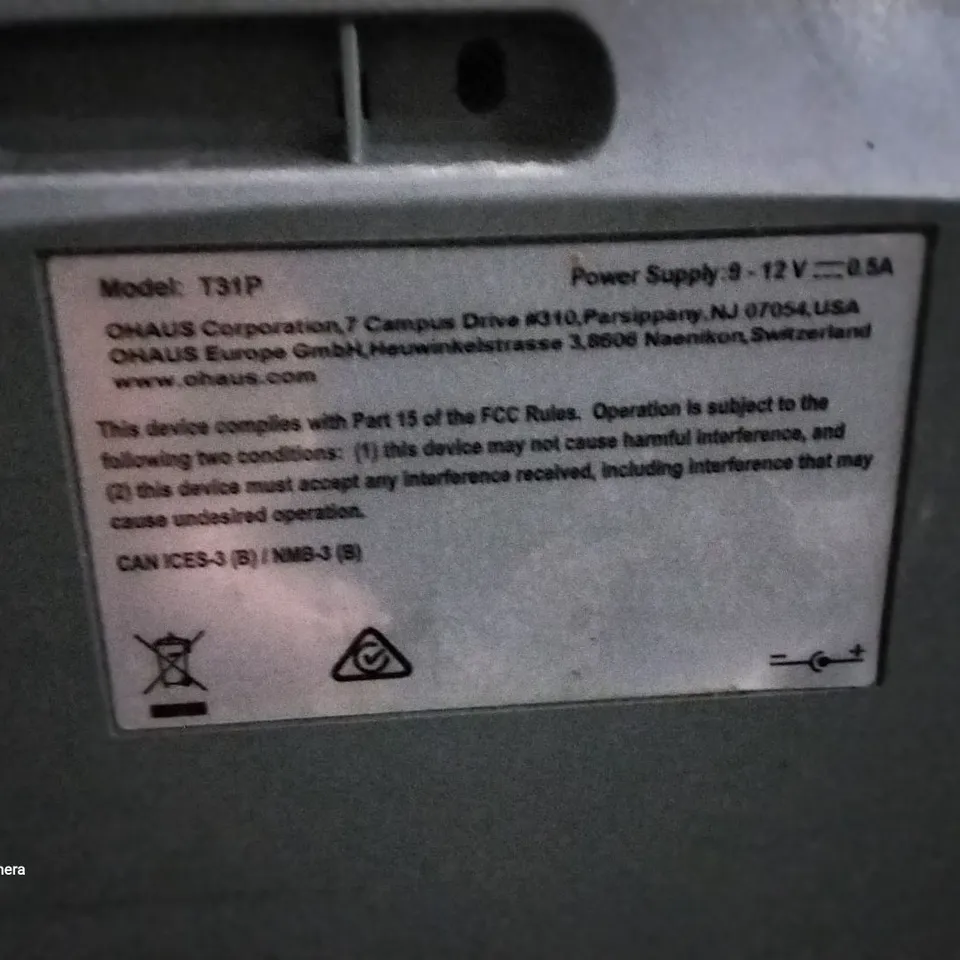 Model: T31P
Power Supply:9 - 12 V ⎓ 0.5A
OHAUS Corporation,7 Campus Drive #310,Parsippany,NJ 07054,USA
OHAUS Europe GmbH,Heuwinkelstrasse 3,8606 Naenikon,Switzerland
www.ohaus.com
This device complies with Part 15 of the FCC Rules. Operation is subject to the
following two conditions: (1) this device may not cause harmful interference, and
(2) this device must accept any interference received, including interference that may
cause undesired operation.
CAN ICES-3 (B) / NMB-3 (B)
- +
nera